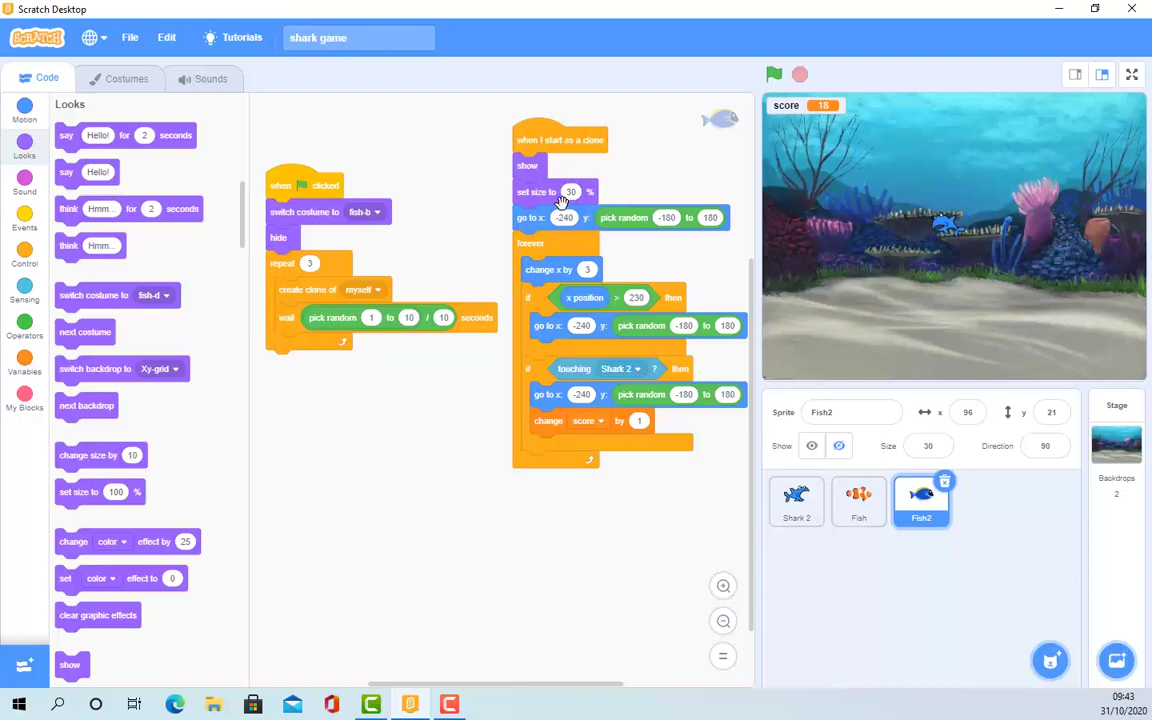 Scratch Desktop
SCRATCH
File
Edit
Tutorials
shark game
Code
Costumes
Sounds
Motion
Looks
Sound
Events
Control
Sensing
Operators
Variables
My Blocks
Looks
say Hello! for 2 seconds
say Hello!
think Hmm... for 2 seconds
think Hmm...
switch costume to fish-d
next costume
switch backdrop to Xy-grid
next backdrop
change size by 10
set size to 100 %
change color effect by 25
set color effect to 0
clear graphic effects
show
when clicked
switch costume to fish-b
hide
repeat 3
create clone of myself
wait pick random 1 to 10 / 10 seconds
when I start as a clone
show
set size to 30 %
go to x: -240 y: pick random -180 to 180
forever
change x by 3
if x position > 230 then
go to x: -240 y: pick random -180 to 180
if touching Shark 2 ? then
go to x: -240 y: pick random -180 to 180
change score by 1
score 18
Sprite Fish2 x 96 y 21
Show Size 30 Direction 90
Shark 2
Fish
Fish2
Stage
Backdrops
2
09:43
31/10/2020